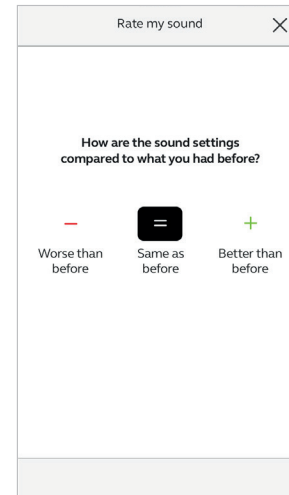 Rate my sound
How are the sound settings
compared to what you had before?
− = +
Worse than Same as Better than
before before before